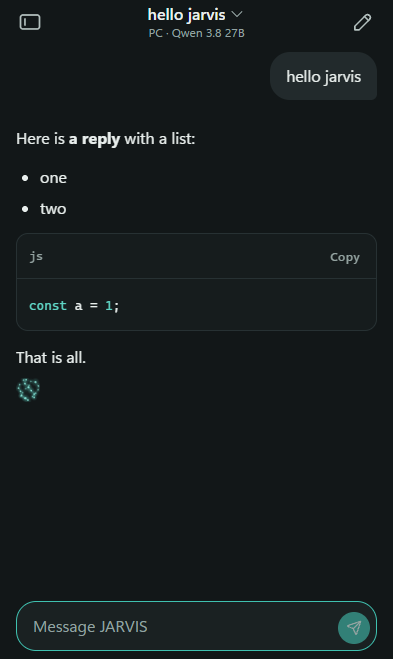 hello jarvis
PC · Qwen 3.8 27B
hello jarvis
Here is a reply with a list:
• one
• two
js Copy
const a = 1;
That is all.
Message JARVIS